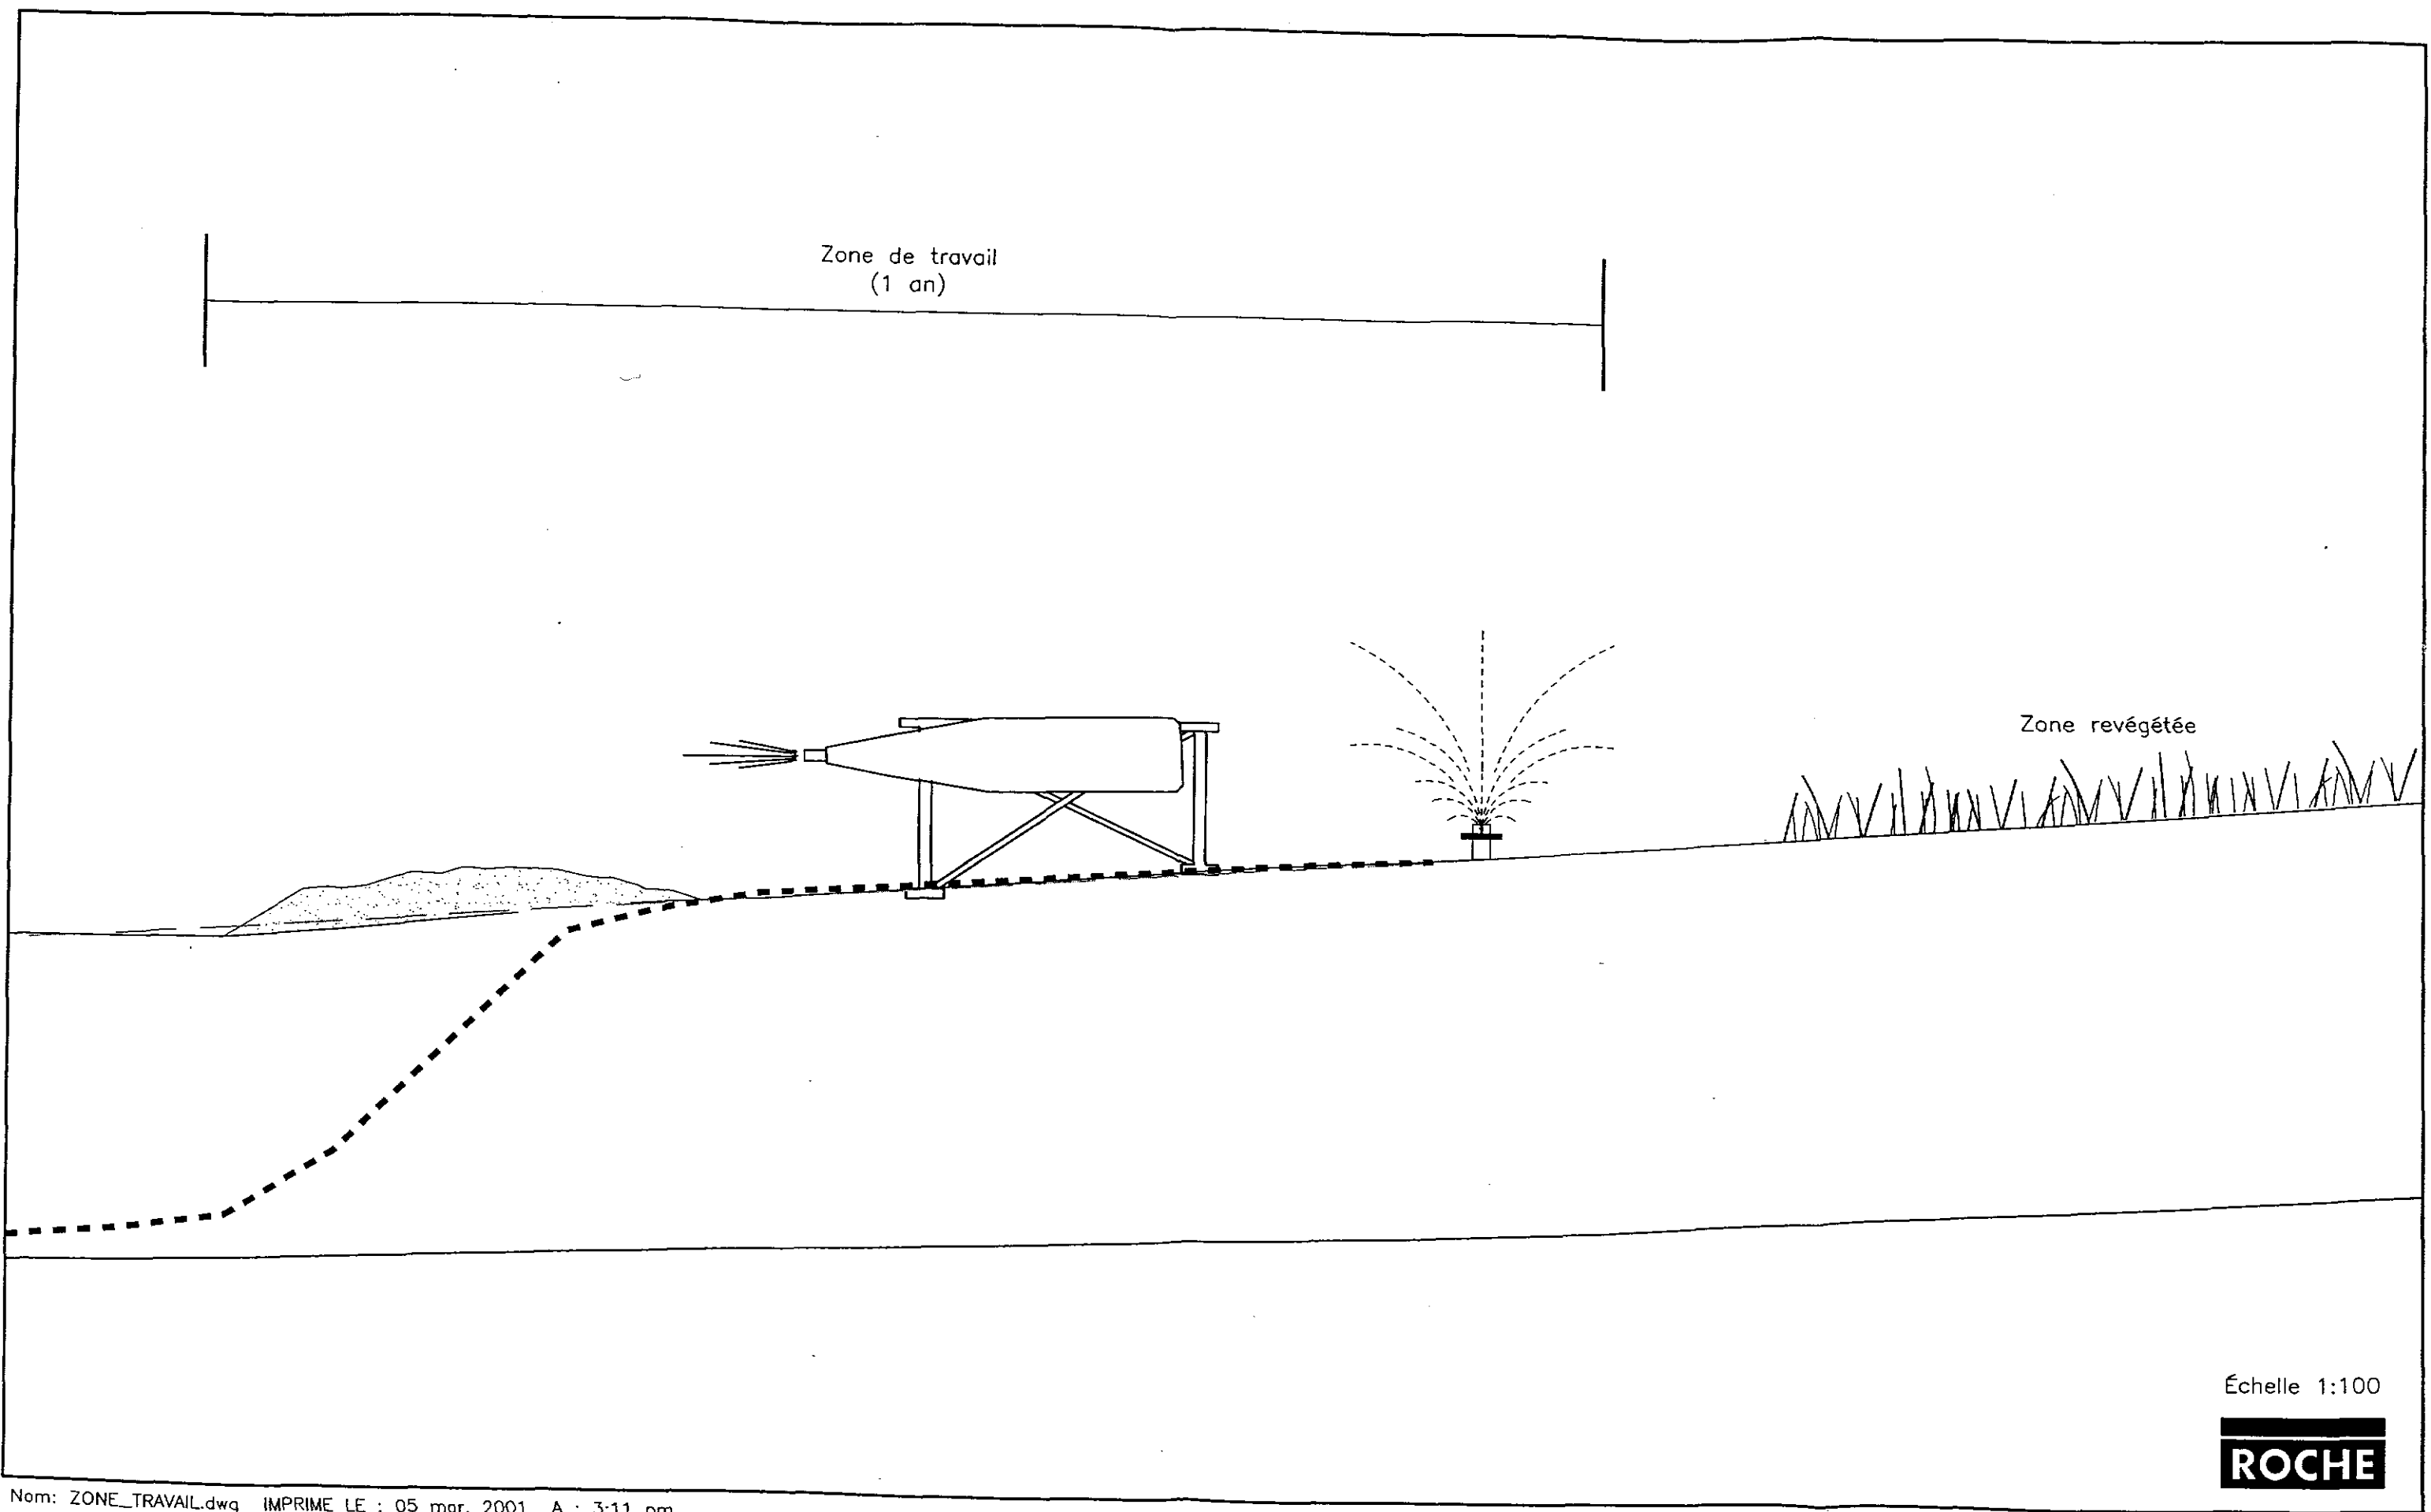 Zone de travail
(1 an)
Zone revégétée
Échelle 1:100
ROCHE
Nom: ZONE_TRAVAIL.dwg IMPRIME LE : 05 mar. 2001 A : 3:11 pm